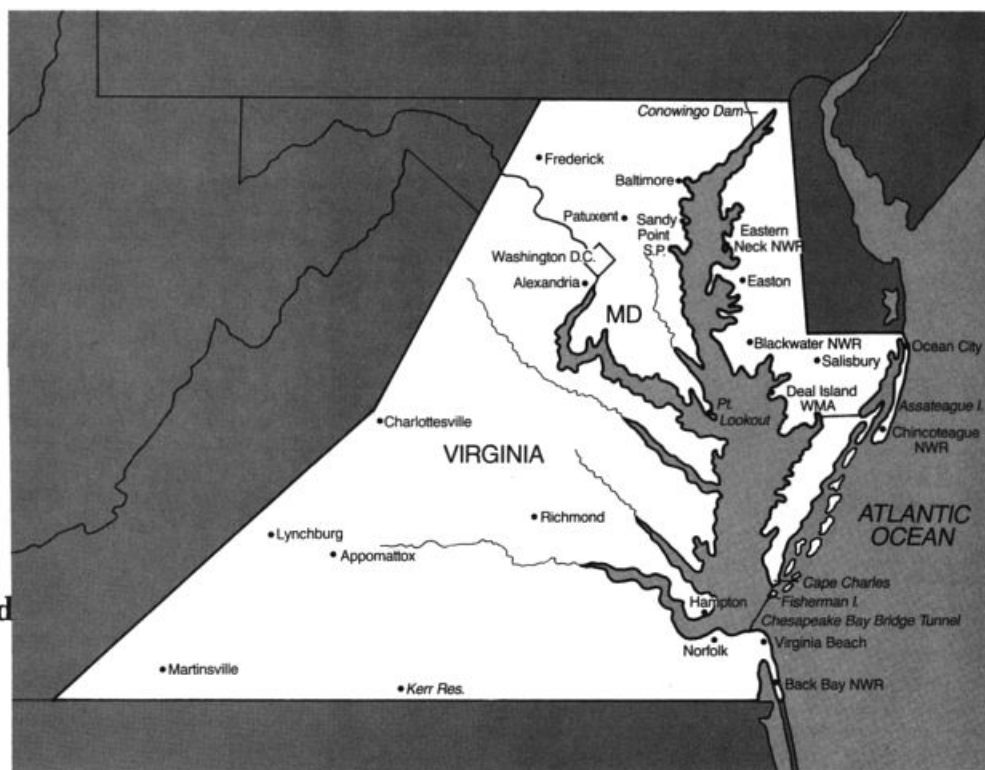 Conowingo Dam
Frederick
Baltimore
Patuxent
Sandy
Point
S.P.
Eastern
Neck NWR
Washington D.C.
Alexandria
Easton
MD
Blackwater NWR
Ocean City
Salisbury
Deal Island
WMA
Assateague I.
Pt.
Lookout
Charlottesville
Chincoteague
NWR
VIRGINIA
ATLANTIC
OCEAN
Richmond
Lynchburg
Appomattox
Cape Charles
Hampton
Fisherman I.
d
Chesapeake Bay Bridge Tunnel
Norfolk
Virginia Beach
Martinsville
Kerr Res.
Back Bay NWR